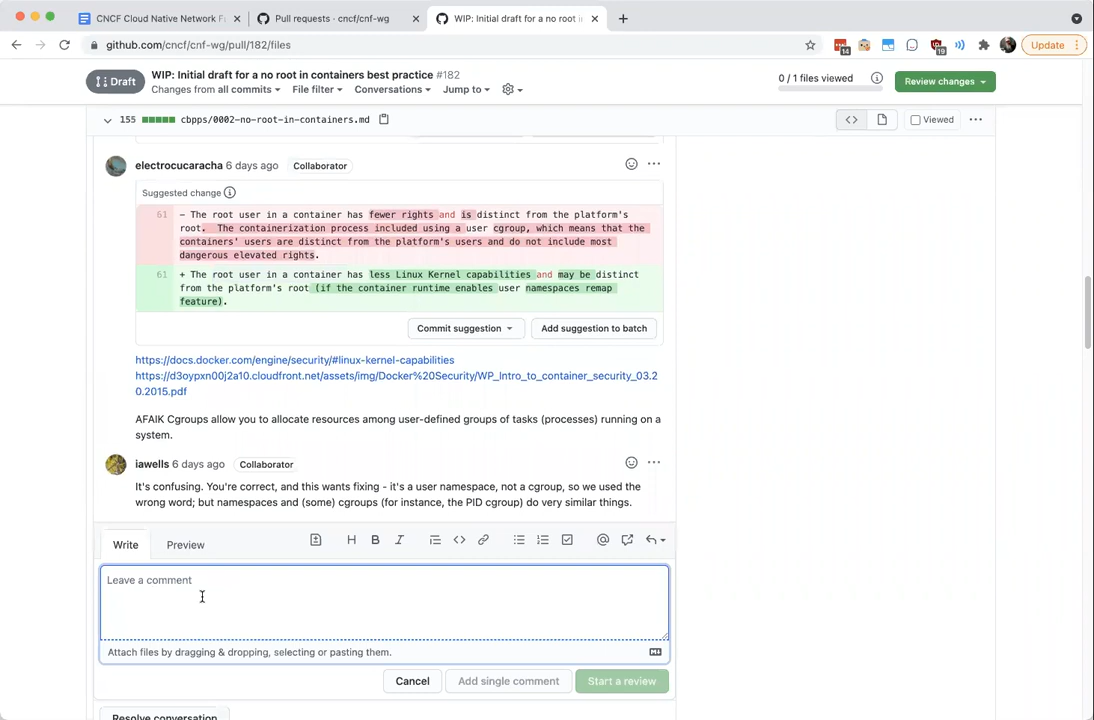 CNCF Cloud Native Network F
Pull requests · cncf/cnf-wg
WIP: Initial draft for a no root in
github.com/cncf/cnf-wg/pull/182/files
14
19
Update
Draft
WIP: Initial draft for a no root in containers best practice #182
Changes from all commits
File filter
Conversations
Jump to
0 / 1 files viewed
Review changes
155 cbpps/0002-no-root-in-containers.md
Viewed
electrocucaracha 6 days ago Collaborator
Suggested change
61 - The root user in a container has fewer rights and is distinct from the platform's
root. The containerization process included using a user cgroup, which means that the
containers' users are distinct from the platform's users and do not include most
dangerous elevated rights.
61 + The root user in a container has less Linux Kernel capabilities and may be distinct
from the platform's root (if the container runtime enables user namespaces remap
feature).
Commit suggestion
Add suggestion to batch
https://docs.docker.com/engine/security/#linux-kernel-capabilities
https://d3oypxn00j2a10.cloudfront.net/assets/img/Docker%20Security/WP_Intro_to_container_security_03.2
0.2015.pdf
AFAIK Cgroups allow you to allocate resources among user-defined groups of tasks (processes) running on a
system.
iawells 6 days ago Collaborator
It's confusing. You're correct, and this wants fixing - it's a user namespace, not a cgroup, so we used the
wrong word; but namespaces and (some) cgroups (for instance, the PID cgroup) do very similar things.
Write
Preview
Leave a comment
Attach files by dragging & dropping, selecting or pasting them.
Cancel
Add single comment
Start a review
Resolve conversation